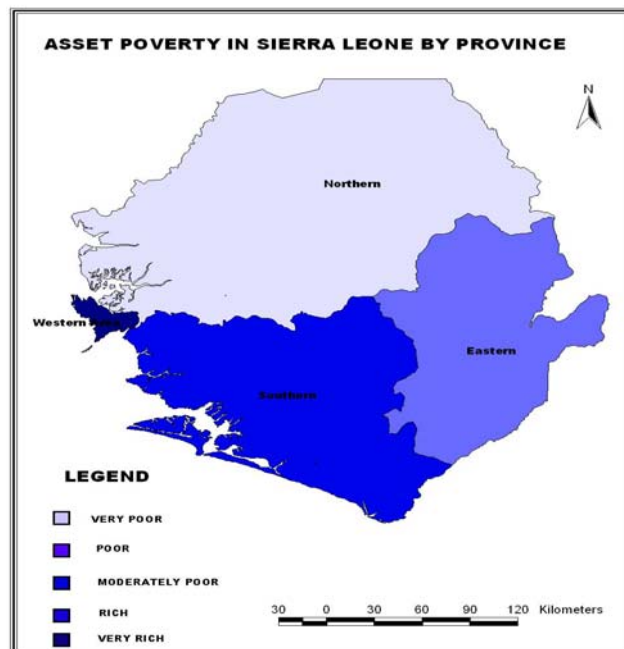 ASSET POVERTY IN SIERRA LEONE BY PROVINCE
N
Northern
Western Area
Eastern
Southern
LEGEND
VERY POOR
POOR
MODERATELY POOR
RICH
VERY RICH
30 0 30 60 90 120 Kilometers